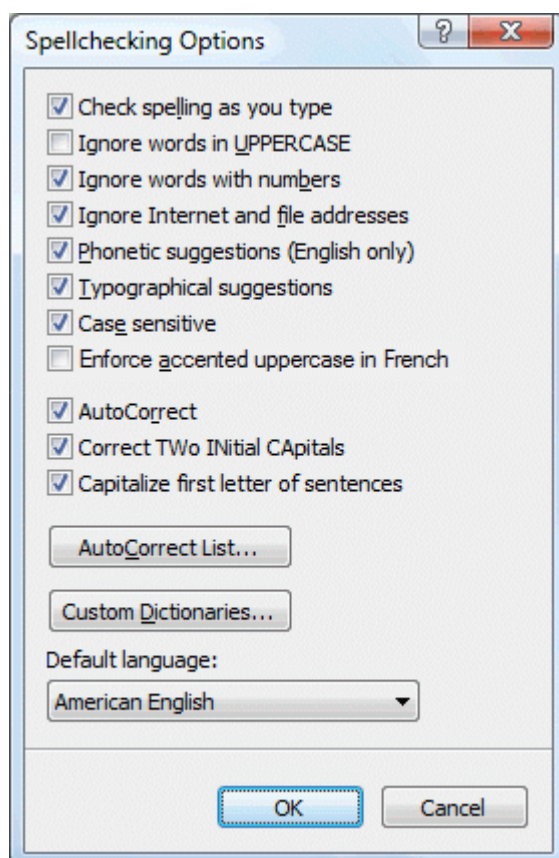 Spellchecking Options
Check spelling as you type
Ignore words in UPPERCASE
Ignore words with numbers
Ignore Internet and file addresses
Phonetic suggestions (English only)
Typographical suggestions
Case sensitive
Enforce accented uppercase in French
AutoCorrect
Correct TWo INitial CApitals
Capitalize first letter of sentences
AutoCorrect List...
Custom Dictionaries...
Default language:
American English
OK Cancel